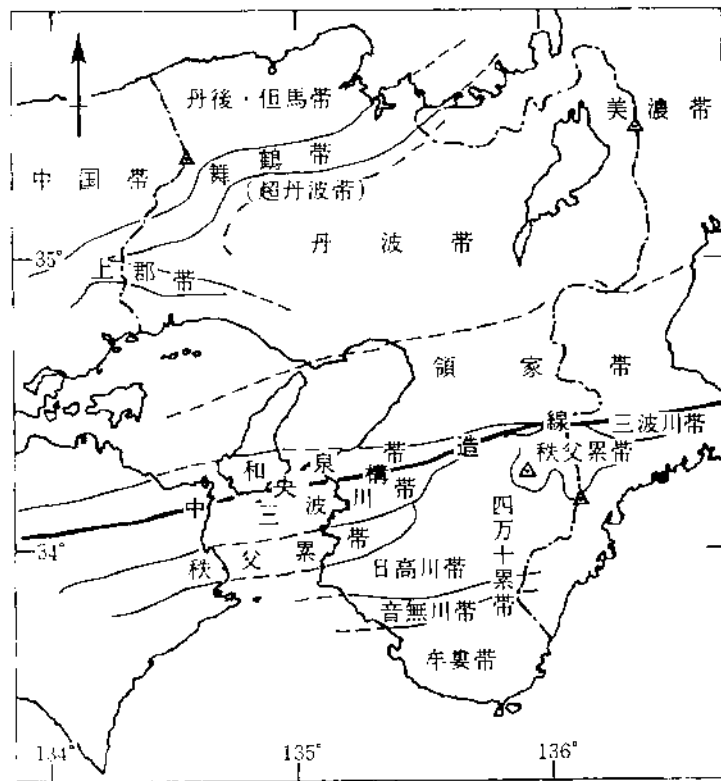 丹後・但馬帯
美濃帯
舞鶴帯
中国帯
(超丹波帯)
丹波帯
35°
上郡帯
領家帯
中央構造線
三波川帯
和泉帯
秩父累帯
三波川帯
34°
秩父累帯
四万十累帯
日高川帯
音無川帯
牟婁帯
134°
135°
136°